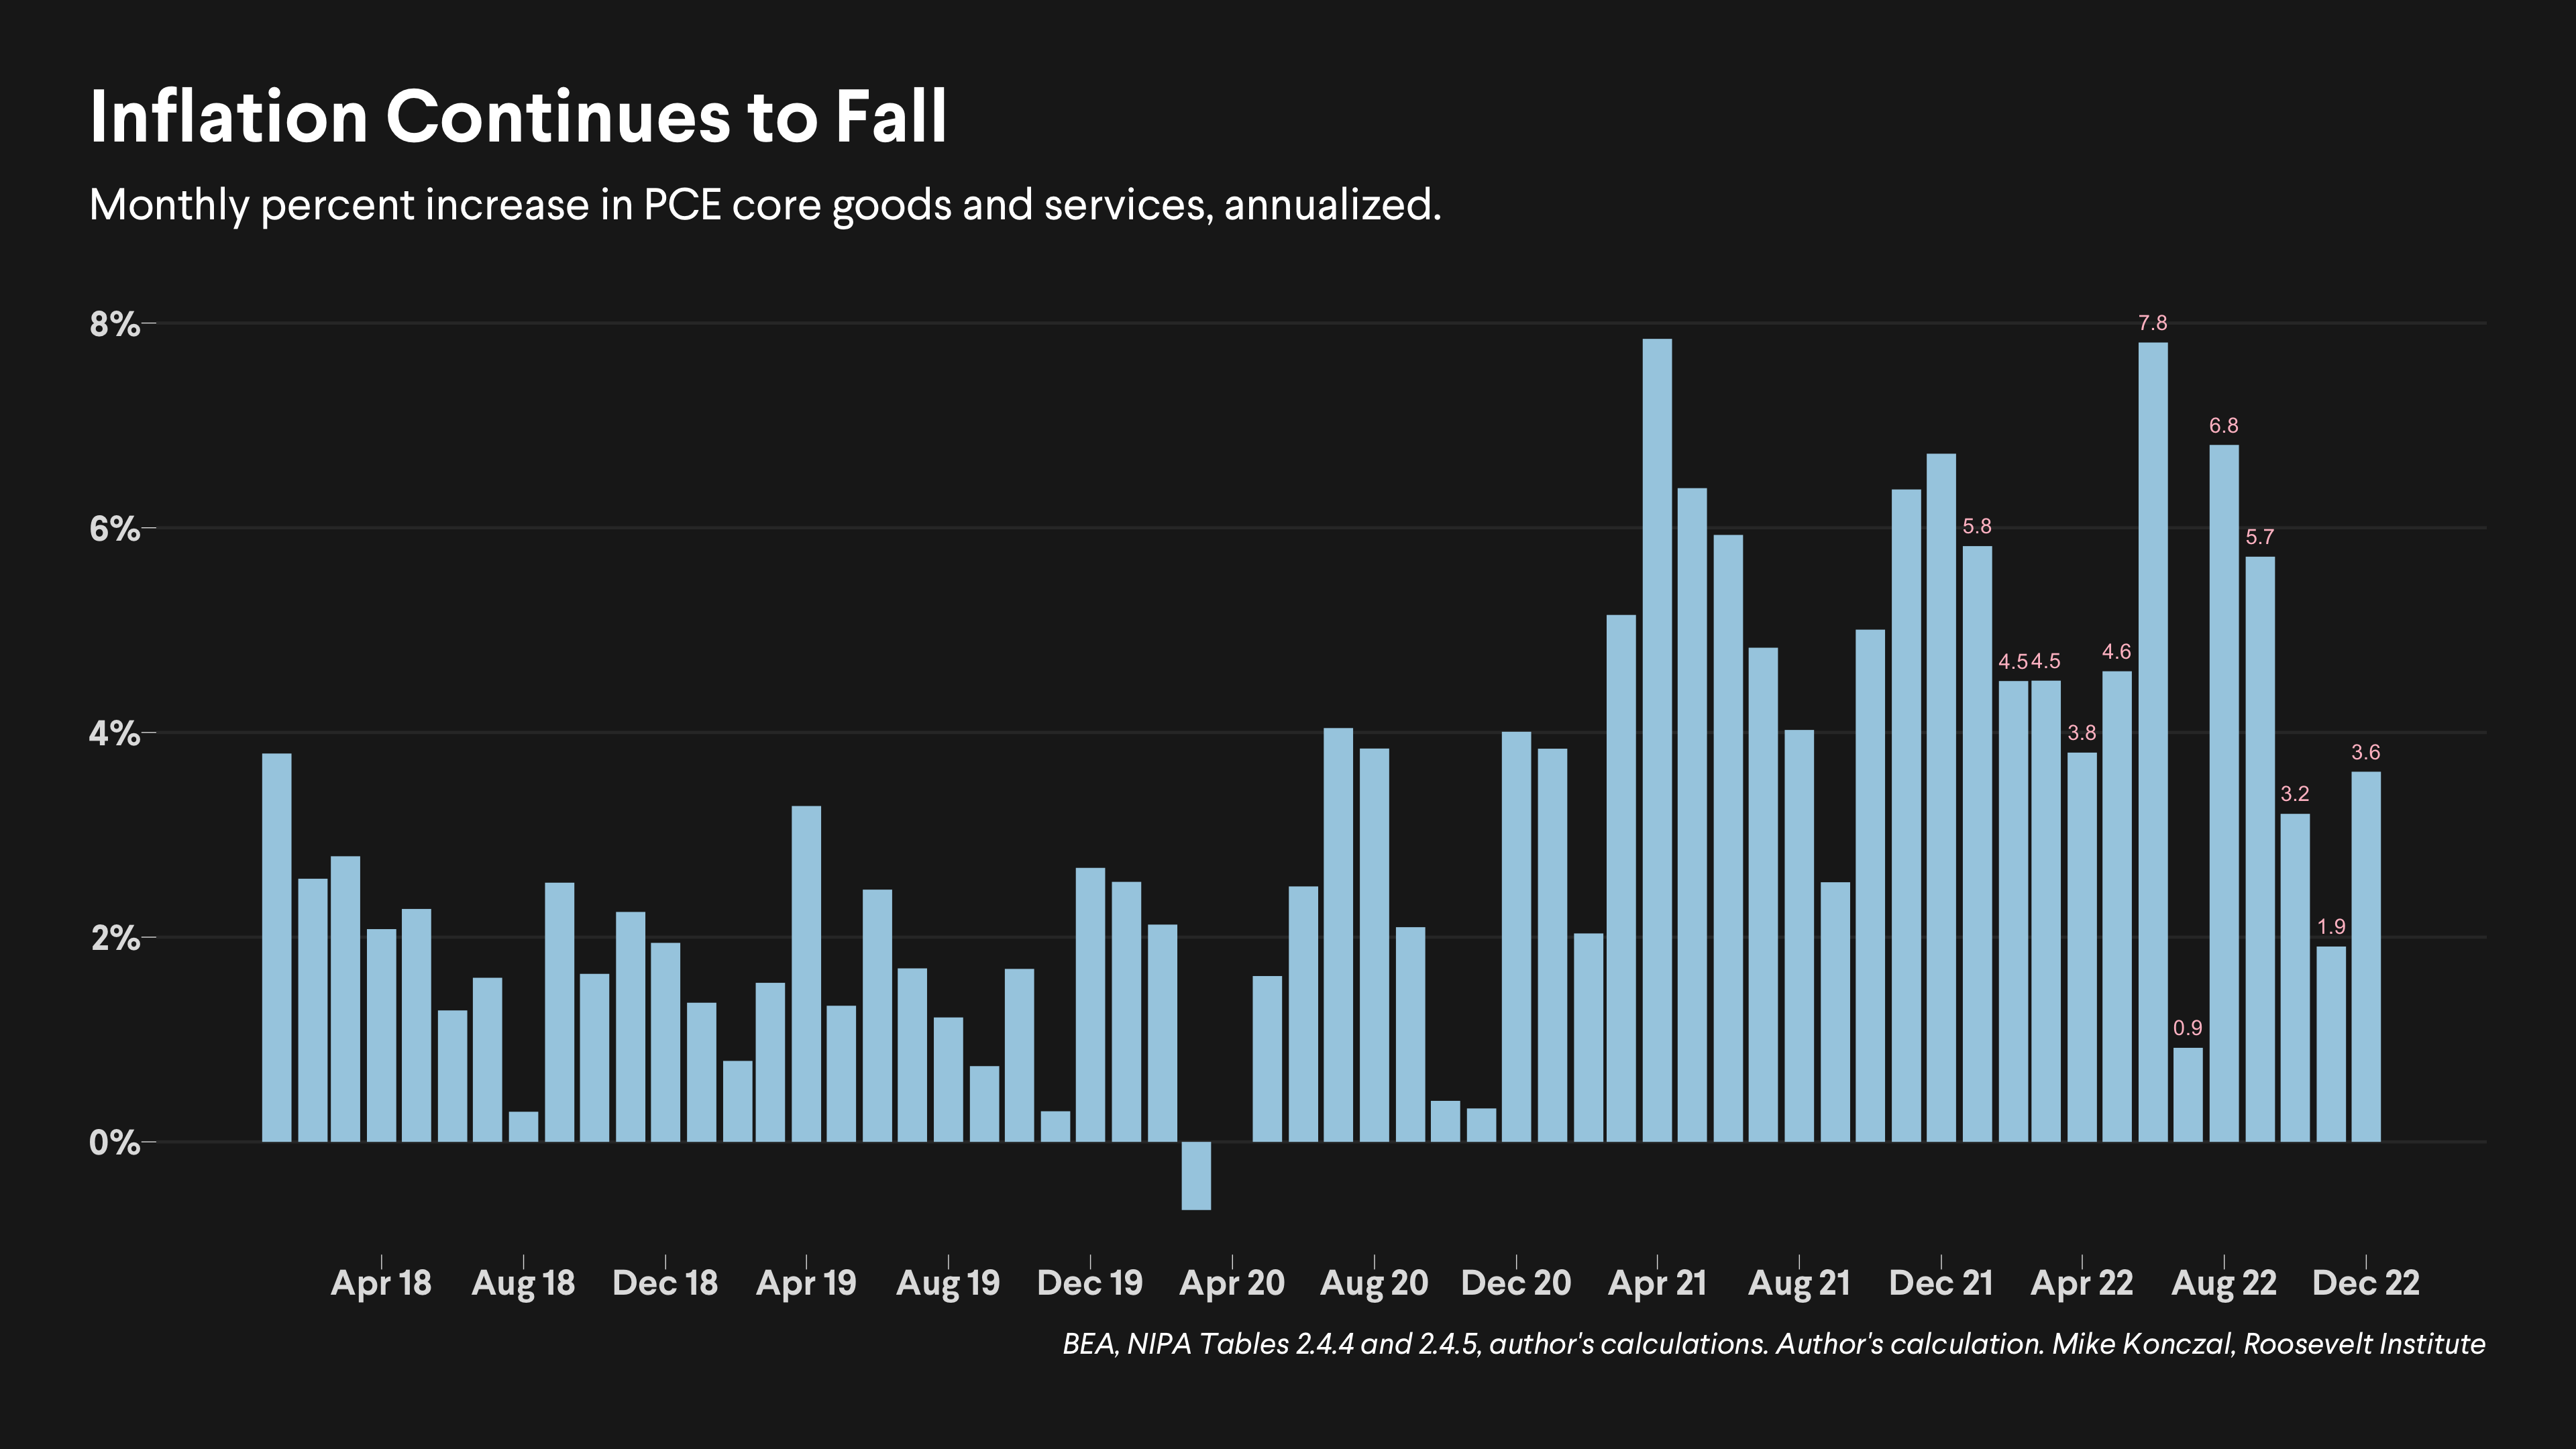 Inflation Continues to Fall
Monthly percent increase in PCE core goods and services, annualized.
8%
6%
4%
2%
0%
5.8
4.5
4.5
3.8
4.6
7.8
0.9
6.8
5.7
3.2
1.9
3.6
Apr 18
Aug 18
Dec 18
Apr 19
Aug 19
Dec 19
Apr 20
Aug 20
Dec 20
Apr 21
Aug 21
Dec 21
Apr 22
Aug 22
Dec 22
BEA, NIPA Tables 2.4.4 and 2.4.5, author's calculations. Author's calculation. Mike Konczal, Roosevelt Institute